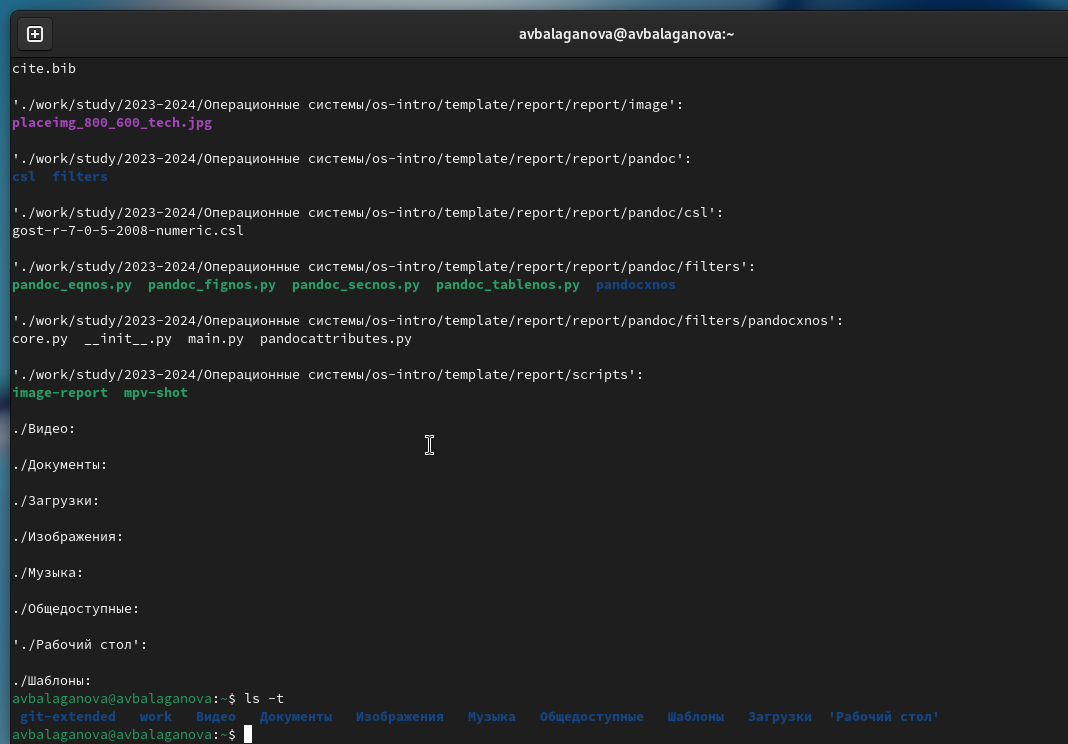 avbalaganova@avbalaganova:~
cite.bib
'./work/study/2023-2024/Операционные системы/os-intro/template/report/report/image':
placeimg_800_600_tech.jpg
'./work/study/2023-2024/Операционные системы/os-intro/template/report/report/pandoc':
csl  filters
'./work/study/2023-2024/Операционные системы/os-intro/template/report/report/pandoc/csl':
gost-r-7-0-5-2008-numeric.csl
'./work/study/2023-2024/Операционные системы/os-intro/template/report/report/pandoc/filters':
pandoc_eqnos.py  pandoc_fignos.py  pandoc_secnos.py  pandoc_tablenos.py  pandocxnos
'./work/study/2023-2024/Операционные системы/os-intro/template/report/report/pandoc/filters/pandocxnos':
core.py  __init__.py  main.py  pandocattributes.py
'./work/study/2023-2024/Операционные системы/os-intro/template/report/scripts':
image-report  mpv-shot
./Видео:
./Документы:
./Загрузки:
./Изображения:
./Музыка:
./Общедоступные:
'./Рабочий стол':
./Шаблоны:
avbalaganova@avbalaganova:~$ ls -t
git-extended  work  Видео  Документы  Изображения  Музыка  Общедоступные  Шаблоны  Загрузки  'Рабочий стол'
avbalaganova@avbalaganova:~$